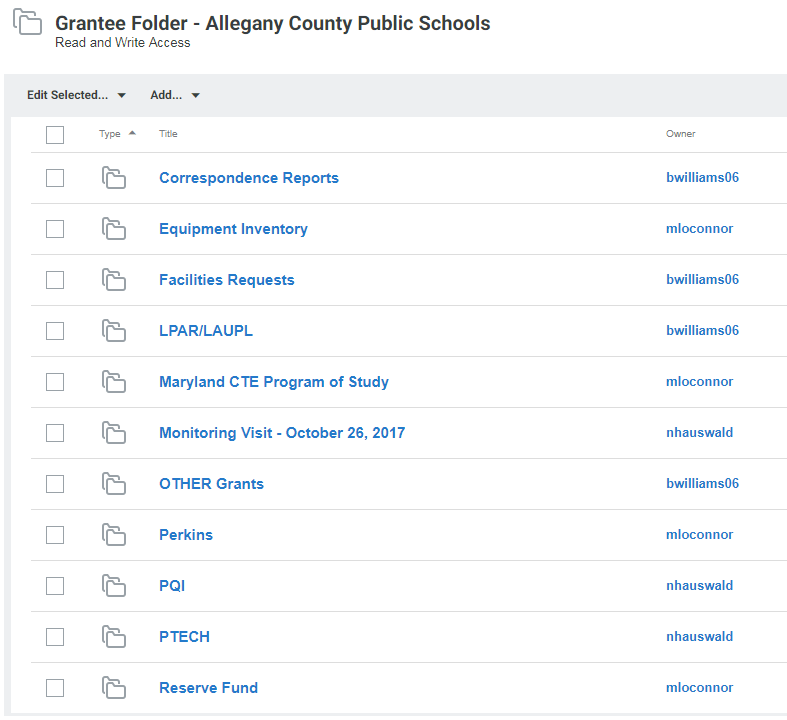 Grantee Folder - Allegany County Public Schools
Read and Write Access
Edit Selected... Add...
Type Title Owner
Correspondence Reports bwilliams06
Equipment Inventory mloconnor
Facilities Requests bwilliams06
LPAR/LAUPL bwilliams06
Maryland CTE Program of Study mloconnor
Monitoring Visit - October 26, 2017 nhauswald
OTHER Grants bwilliams06
Perkins mloconnor
PQI nhauswald
PTECH nhauswald
Reserve Fund mloconnor